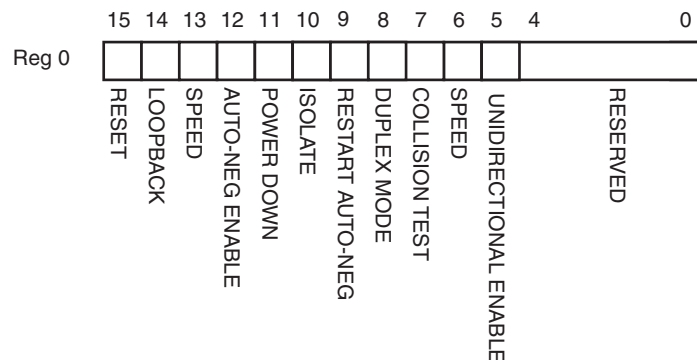 15 14 13 12 11 10 9 8 7 6 5 4 0
Reg 0
RESET
LOOPBACK
SPEED
AUTO-NEG ENABLE
POWER DOWN
ISOLATE
RESTART AUTO-NEG
DUPLEX MODE
COLLISION TEST
SPEED
UNIDIRECTIONAL ENABLE
RESERVED